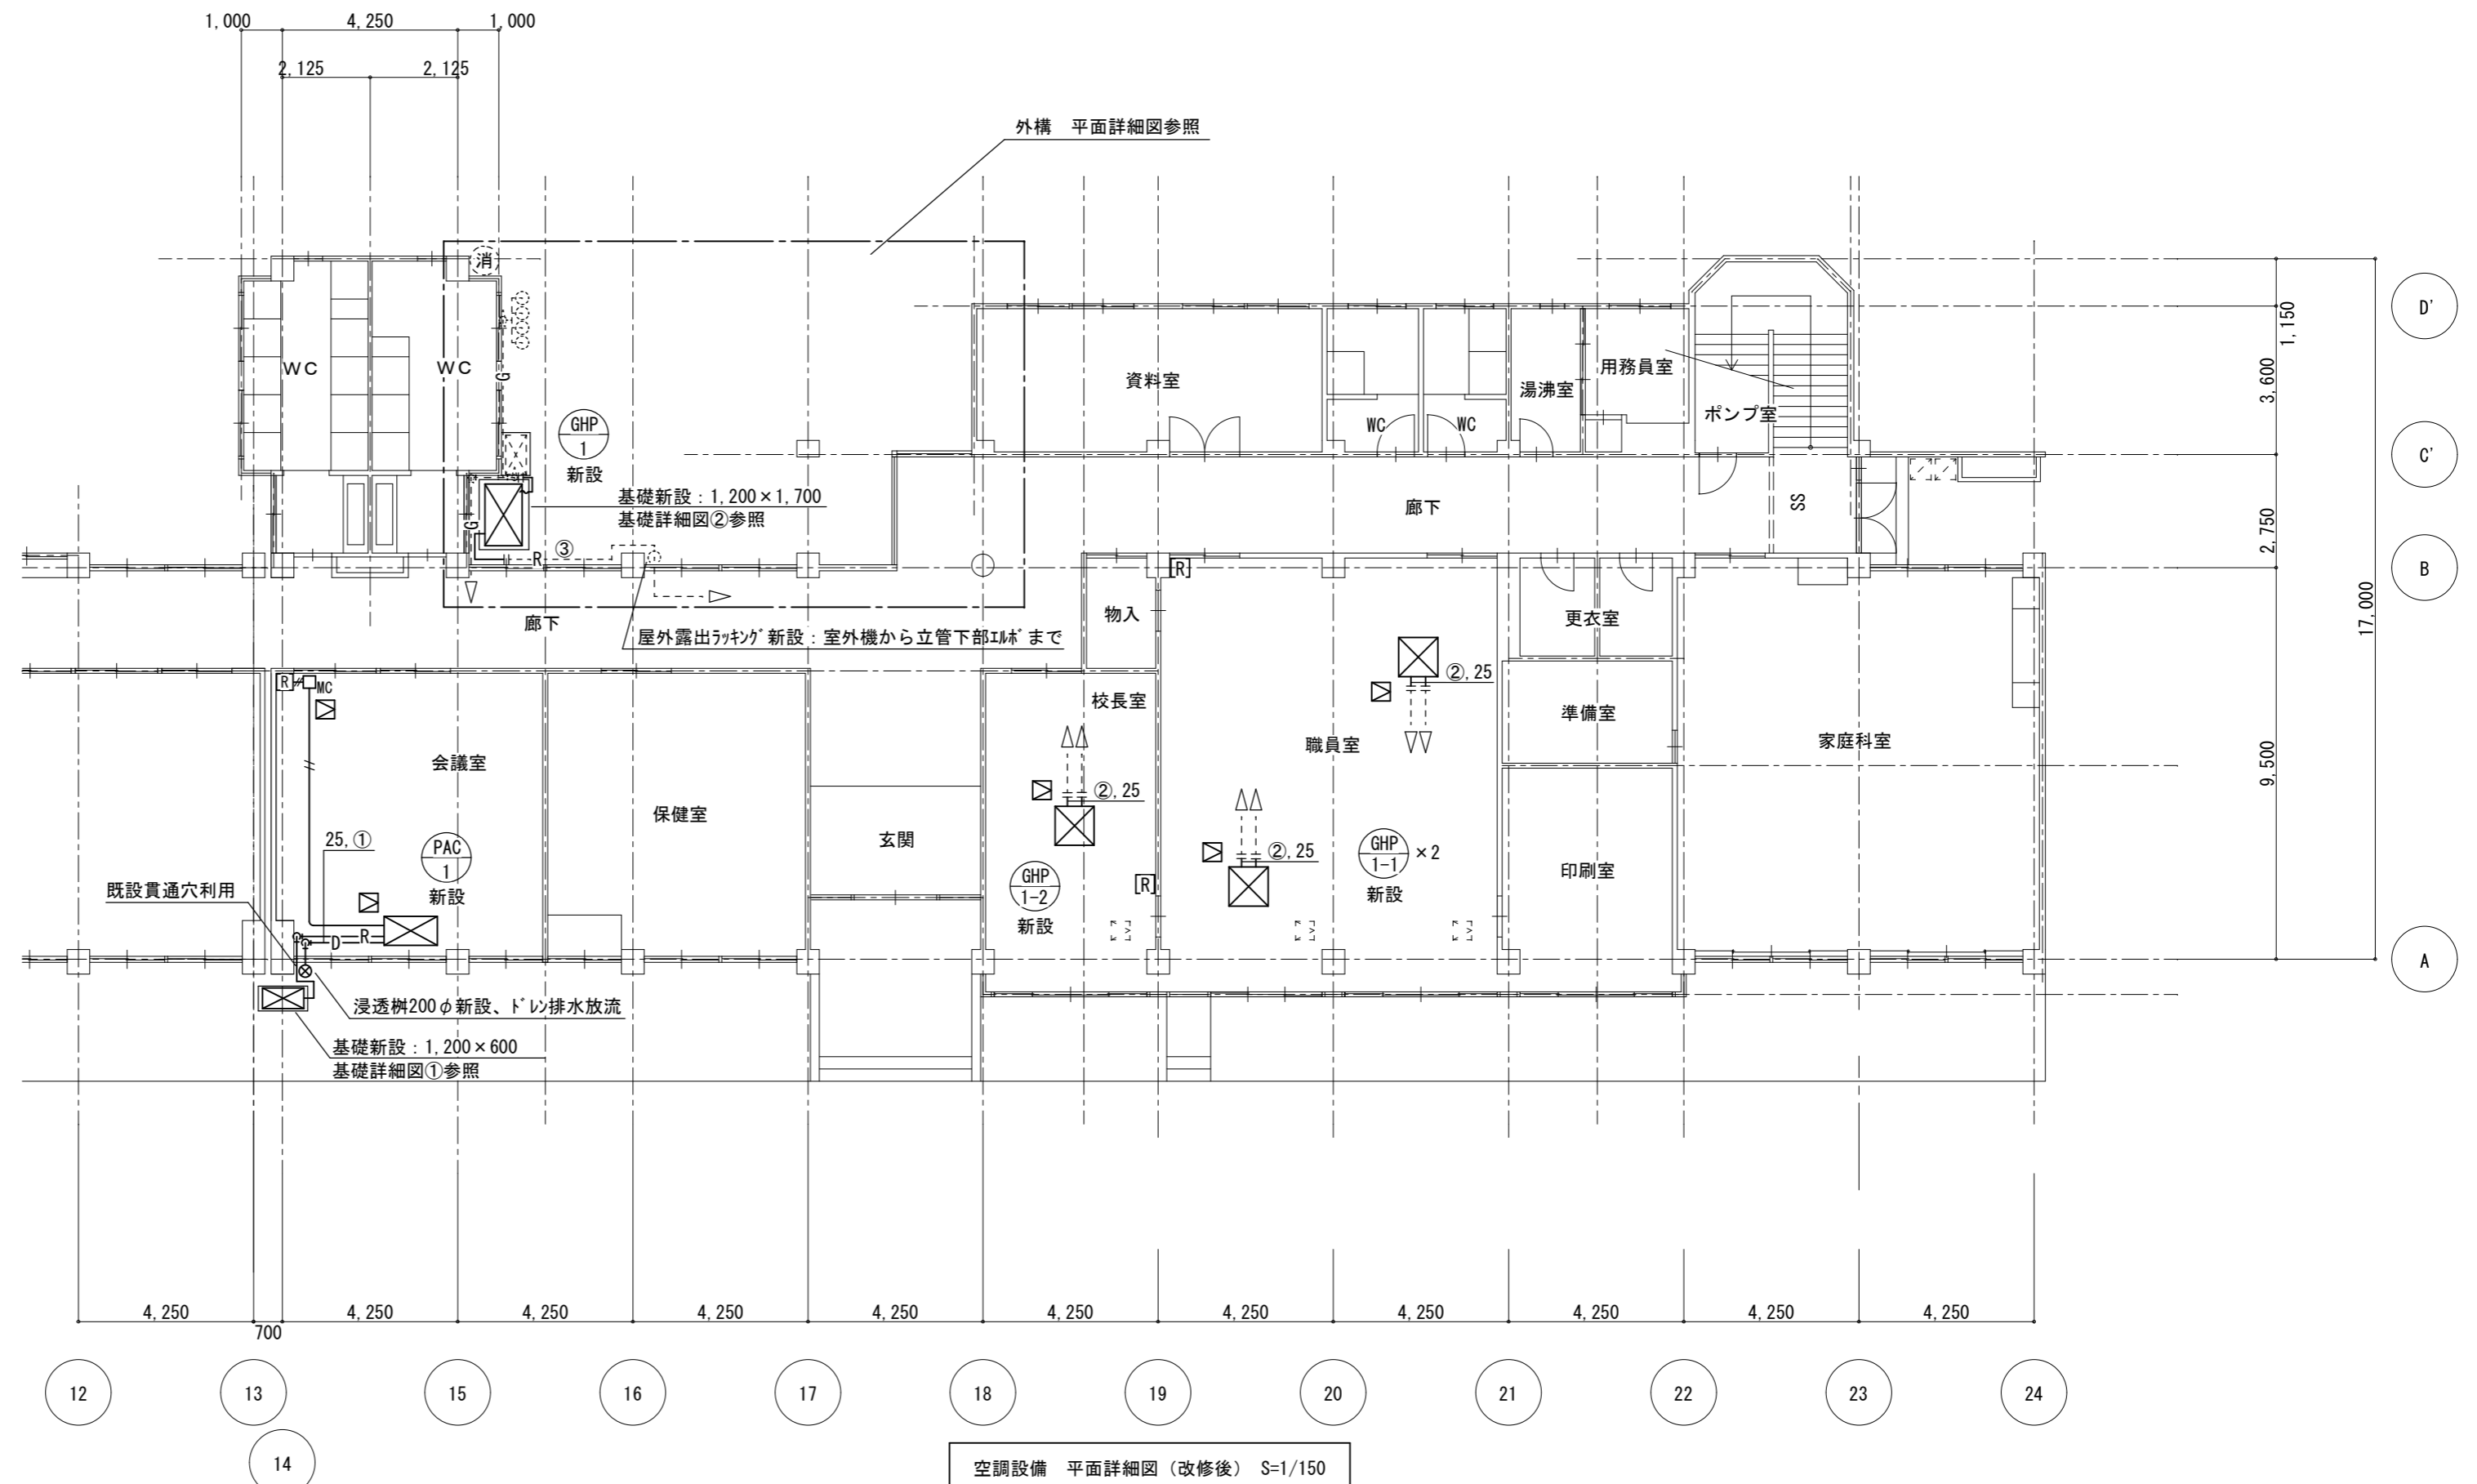 1,000 4,250 1,000
2,125 2,125
外構 平面詳細図参照
消
WC WC
G
GHP
1
新設
基礎新設：1,200×1,700
基礎詳細図②参照
G
R ③
廊下
屋外露出ﾗｯｷﾝｸﾞ新設：室外機から立管下部ｴﾙﾎﾞまで
資料室
WC WC
湯沸室
用務員室
ポンプ室
廊下
SS
[R]
物入
更衣室
R MC
会議室
保健室
玄関
校長室
②,25
職員室
②,25
②,25
準備室
家庭科室
印刷室
25,①
PAC
1
新設
既設貫通穴利用
D R
GHP
1-2
新設
[R]
GHP
1-1
×2
新設
浸透桝200φ新設、ﾄﾞﾚﾝ排水放流
基礎新設：1,200×600
基礎詳細図①参照
1,150
3,600
2,750
9,500
17,000
D'
C'
B
A
4,250 700 4,250 4,250 4,250 4,250 4,250 4,250 4,250 4,250 4,250 4,250
12 13 15 16 17 18 19 20 21 22 23 24
14
空調設備 平面詳細図（改修後） S=1/150